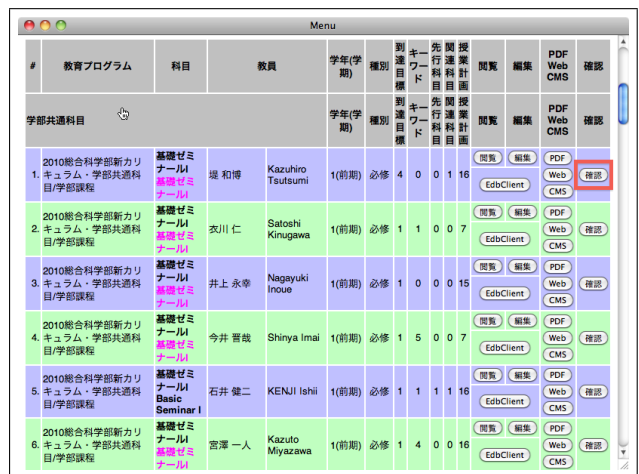 Menu
# 教育プログラム 科目 教員 学年(学期) 種別 到達目標 キーワード 先行科目 関連科目 授業計画 閲覧 編集 PDF Web CMS 確認
学部共通科目 学年(学期) 種別 到達目標 キーワード 先行科目 関連科目 授業計画 閲覧 編集 PDF Web CMS 確認
1. 2010総合科学部新カリキュラム・学部共通科目/学部課程 基礎ゼミナールI 基礎ゼミナールI 堤 和博 Kazuhiro Tsutsumi 1(前期) 必修 4 0 0 1 16 閲覧 編集 EdbClient PDF Web CMS 確認
2. 2010総合科学部新カリキュラム・学部共通科目/学部課程 基礎ゼミナールI 基礎ゼミナールI 衣川 仁 Satoshi Kinugawa 1(前期) 必修 1 1 0 0 7 閲覧 編集 EdbClient PDF Web CMS 確認
3. 2010総合科学部新カリキュラム・学部共通科目/学部課程 基礎ゼミナールI 基礎ゼミナールI 井上 永幸 Nagayuki Inoue 1(前期) 必修 1 0 0 0 15 閲覧 編集 EdbClient PDF Web CMS 確認
4. 2010総合科学部新カリキュラム・学部共通科目/学部課程 基礎ゼミナールI 基礎ゼミナールI 今井 晋哉 Shinya Imai 1(前期) 必修 1 5 0 0 7 閲覧 編集 EdbClient PDF Web CMS 確認
5. 2010総合科学部新カリキュラム・学部共通科目/学部課程 基礎ゼミナールI Basic Seminar I 石井 健二 KENJI Ishii 1(前期) 必修 1 1 1 1 16 閲覧 編集 EdbClient PDF Web CMS 確認
6. 2010総合科学部新カリキュラム・学部共通科目/学部課程 基礎ゼミナールI 基礎ゼミナールI 宮澤 一人 Kazuto Miyazawa 1(前期) 必修 1 4 0 0 16 閲覧 編集 EdbClient PDF Web CMS 確認